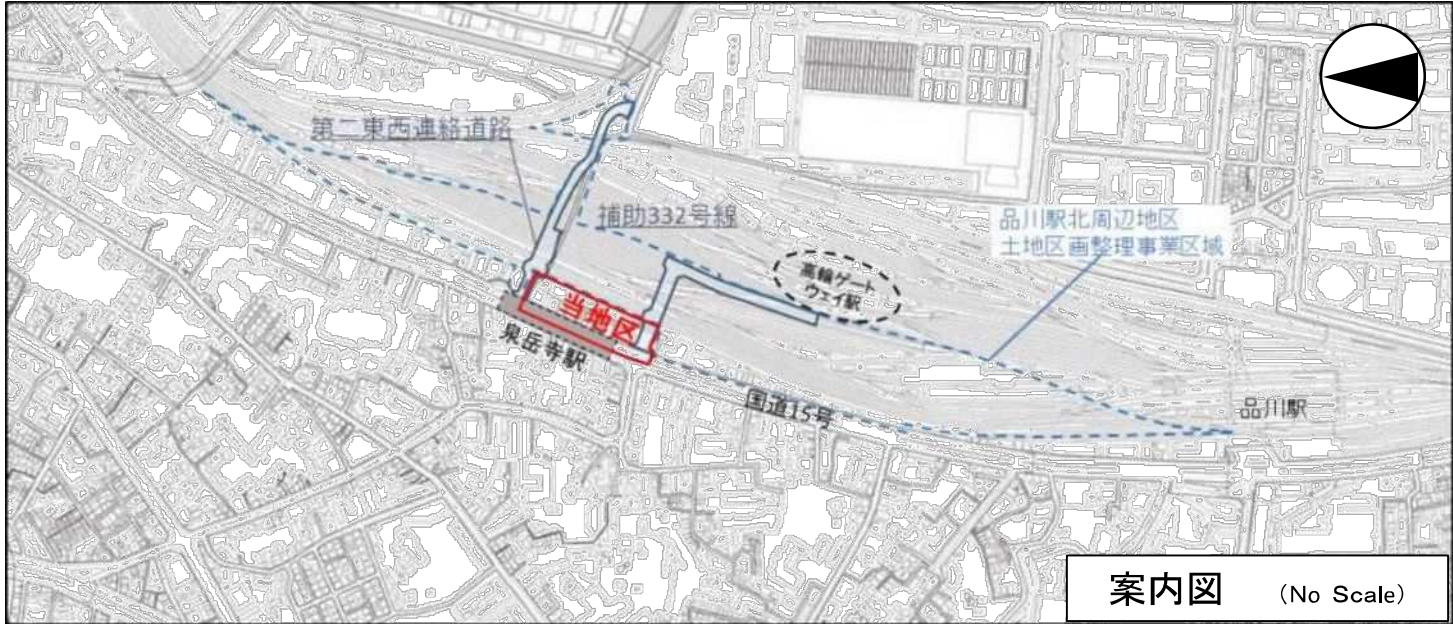 第二東西連絡道路
補助332号線
品川駅北周辺地区
土地区画整理事業区域
高輪ゲート
ウェイ駅
当地区
泉岳寺駅
国道15号
品川駅
案内図 (No Scale)